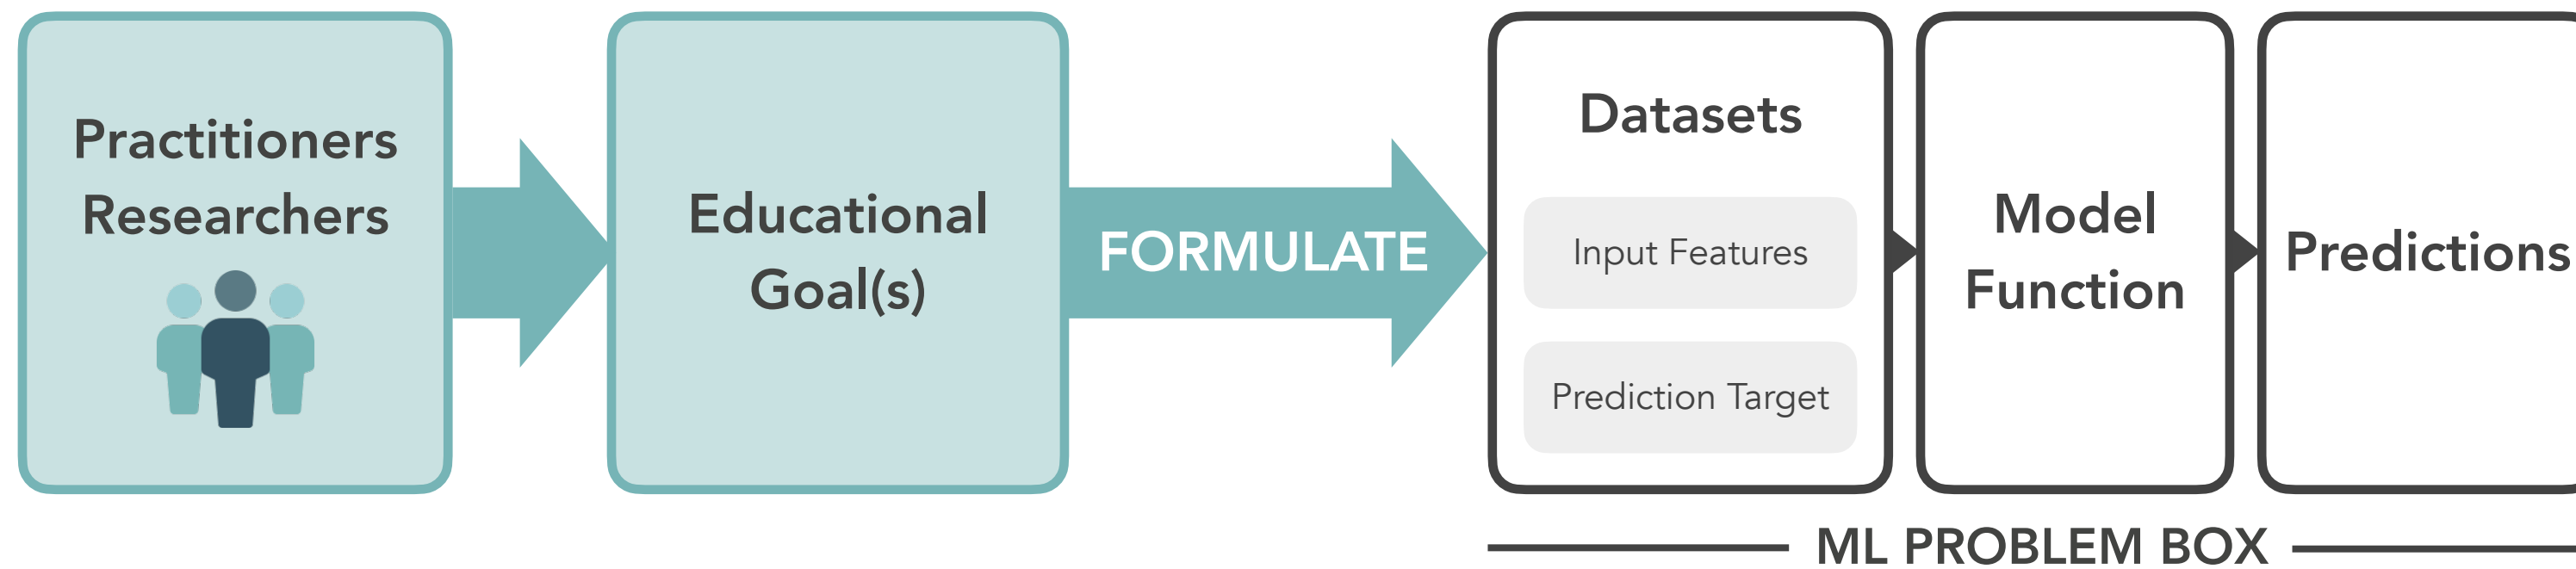 Practitioners
Researchers
Educational
Goal(s)
FORMULATE
Datasets
Input Features
Prediction Target
Model
Function
Predictions
ML PROBLEM BOX